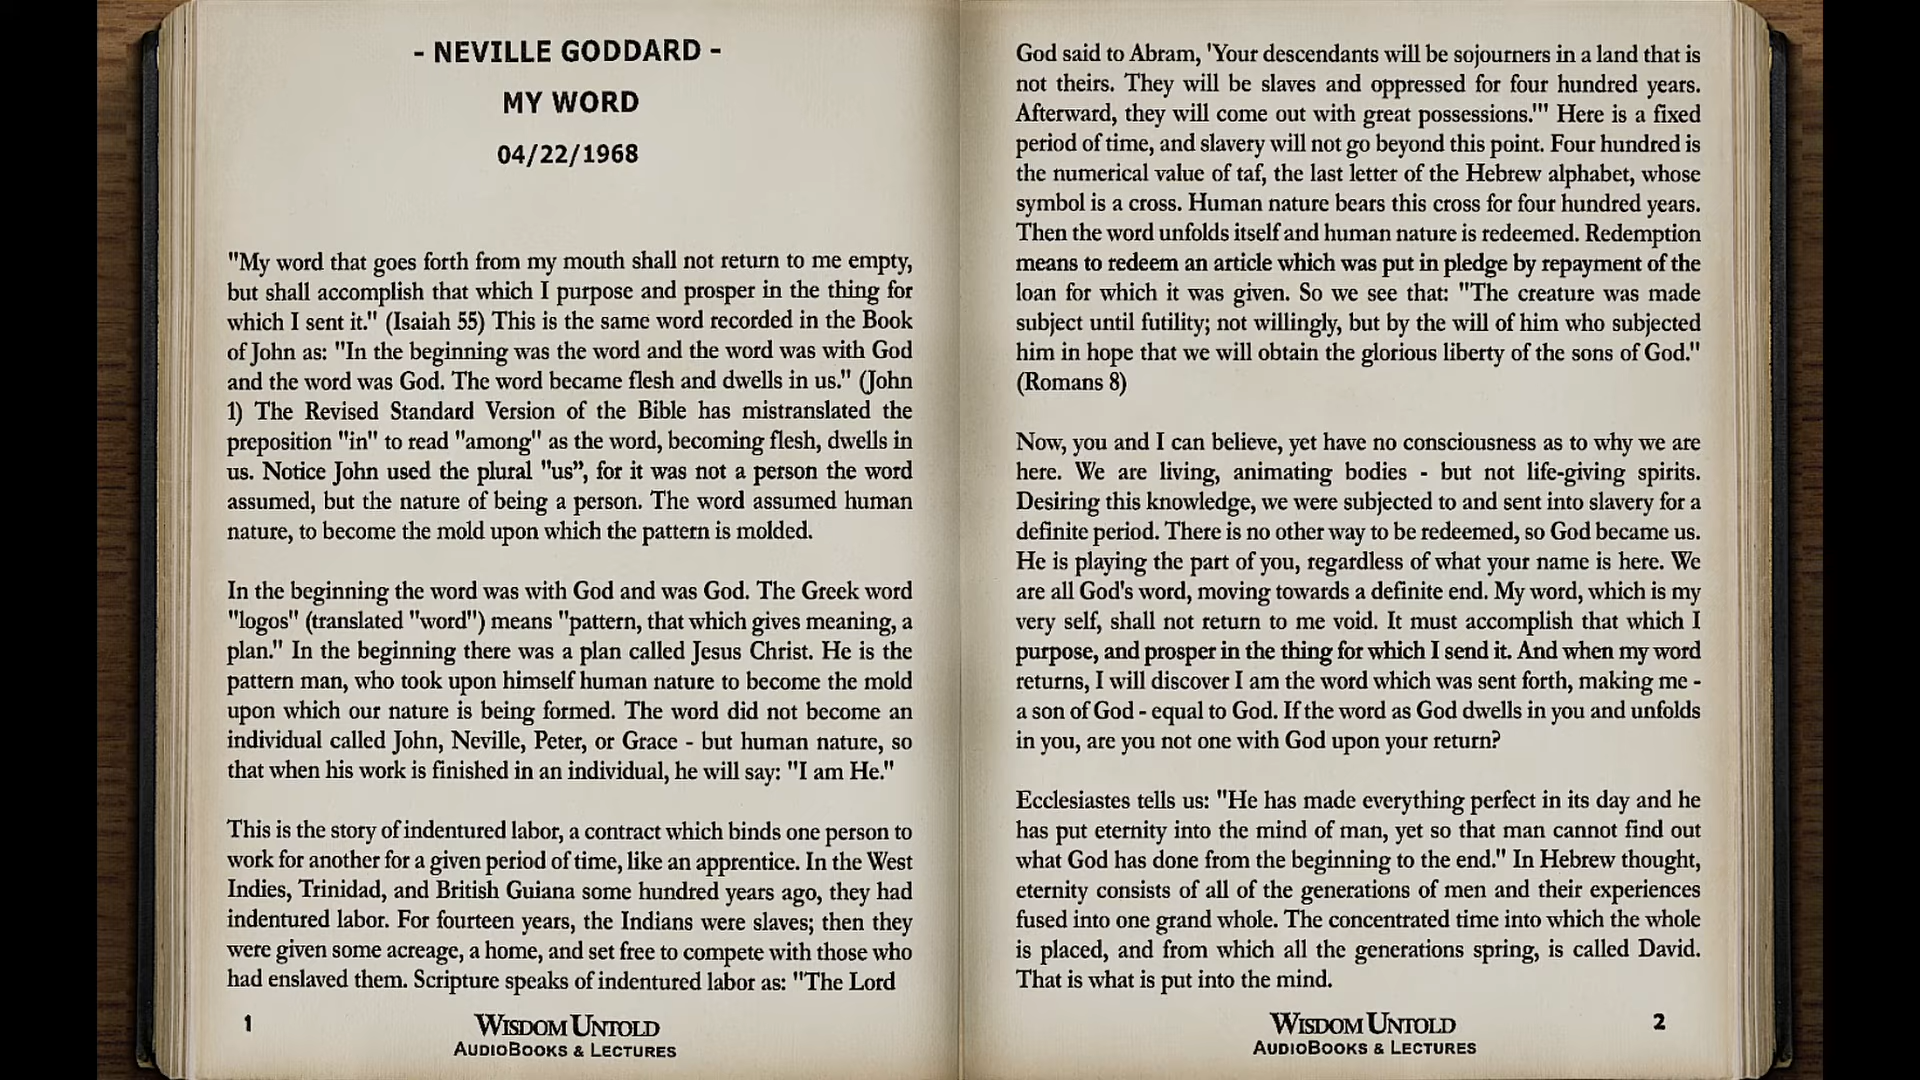 - NEVILLE GODDARD -
MY WORD
04/22/1968
"My word that goes forth from my mouth shall not return to me empty,
but shall accomplish that which I purpose and prosper in the thing for
which I sent it." (Isaiah 55) This is the same word recorded in the Book
of John as: "In the beginning was the word and the word was with God
and the word was God. The word became flesh and dwells in us." (John
1) The Revised Standard Version of the Bible has mistranslated the
preposition "in" to read "among" as the word, becoming flesh, dwells in
us. Notice John used the plural "us”, for it was not a person the word
assumed, but the nature of being a person. The word assumed human
nature, to become the mold upon which the pattern is molded.
In the beginning the word was with God and was God. The Greek word
"logos" (translated "word") means "pattern, that which gives meaning, a
plan." In the beginning there was a plan called Jesus Christ. He is the
pattern man, who took upon himself human nature to become the mold
upon which our nature is being formed. The word did not become an
individual called John, Neville, Peter, or Grace - but human nature, so
that when his work is finished in an individual, he will say: "I am He."
This is the story of indentured labor, a contract which binds one person to
work for another for a given period of time, like an apprentice. In the West
Indies, Trinidad, and British Guiana some hundred years ago, they had
indentured labor. For fourteen years, the Indians were slaves; then they
were given some acreage, a home, and set free to compete with those who
had enslaved them. Scripture speaks of indentured labor as: "The Lord
1
WISDOM UNTOLD
AUDIOBOOKS & LECTURES
God said to Abram, 'Your descendants will be sojourners in a land that is
not theirs. They will be slaves and oppressed for four hundred years.
Afterward, they will come out with great possessions.'" Here is a fixed
period of time, and slavery will not go beyond this point. Four hundred is
the numerical value of taf, the last letter of the Hebrew alphabet, whose
symbol is a cross. Human nature bears this cross for four hundred years.
Then the word unfolds itself and human nature is redeemed. Redemption
means to redeem an article which was put in pledge by repayment of the
loan for which it was given. So we see that: "The creature was made
subject until futility; not willingly, but by the will of him who subjected
him in hope that we will obtain the glorious liberty of the sons of God."
(Romans 8)
Now, you and I can believe, yet have no consciousness as to why we are
here. We are living, animating bodies - but not life-giving spirits.
Desiring this knowledge, we were subjected to and sent into slavery for a
definite period. There is no other way to be redeemed, so God became us.
He is playing the part of you, regardless of what your name is here. We
are all God's word, moving towards a definite end. My word, which is my
very self, shall not return to me void. It must accomplish that which I
purpose, and prosper in the thing for which I send it. And when my word
returns, I will discover I am the word which was sent forth, making me -
a son of God - equal to God. If the word as God dwells in you and unfolds
in you, are you not one with God upon your return?
Ecclesiastes tells us: "He has made everything perfect in its day and he
has put eternity into the mind of man, yet so that man cannot find out
what God has done from the beginning to the end." In Hebrew thought,
eternity consists of all of the generations of men and their experiences
fused into one grand whole. The concentrated time into which the whole
is placed, and from which all the generations spring, is called David.
That is what is put into the mind.
WISDOM UNTOLD
AUDIOBOOKS & LECTURES
2